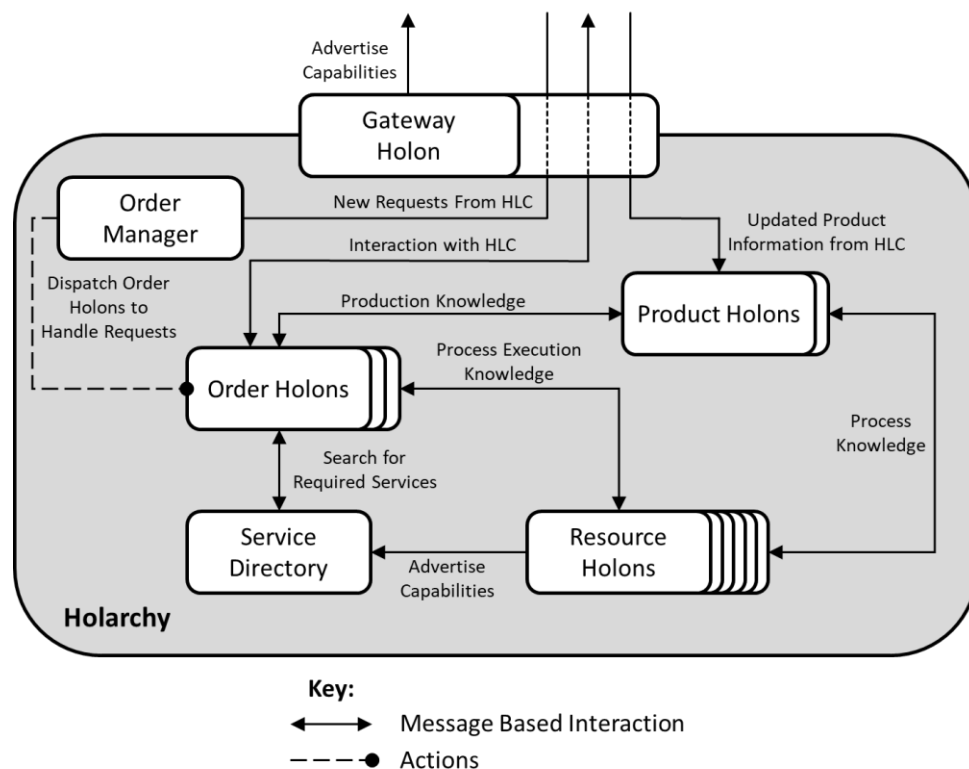 Advertise
Capabilities
Gateway
Holon
Order
Manager
New Requests From HLC
Interaction with HLC
Updated Product
Information from HLC
Dispatch Order
Holons to
Handle Requests
Production Knowledge
Product Holons
Process Execution
Knowledge
Order Holons
Process
Knowledge
Search for
Required Services
Service
Directory
Advertise
Capabilities
Resource
Holons
Holarchy
Key:
Message Based Interaction
Actions